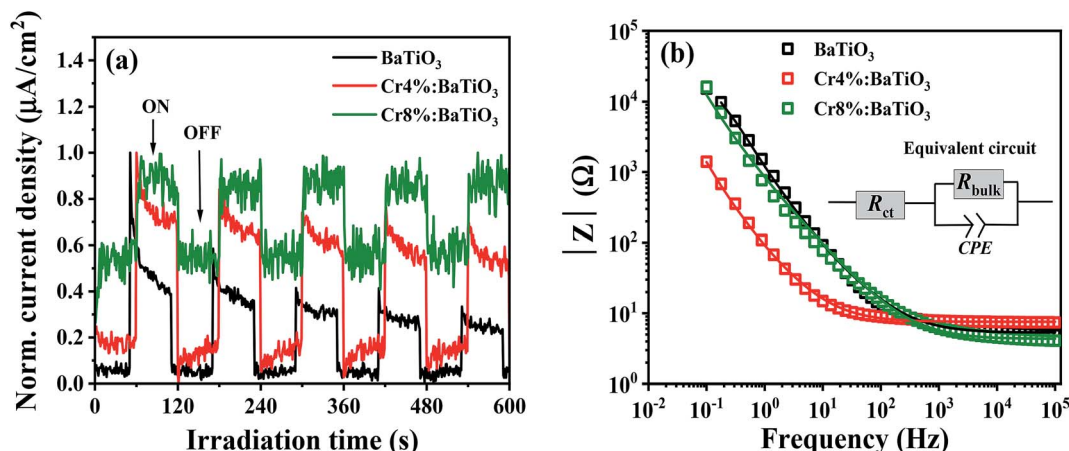 (a)
BaTiO₃
Cr4%:BaTiO₃
Cr8%:BaTiO₃
ON
OFF
Norm. current density (μA/cm²)
1.4
1.2
1.0
0.8
0.6
0.4
0.2
0.0
0 120 240 360 480 600
Irradiation time (s)
(b)
BaTiO₃
Cr4%:BaTiO₃
Cr8%:BaTiO₃
Equivalent circuit
R_bulk
R_ct
CPE
|Z| (Ω)
10⁵
10⁴
10³
10²
10¹
10⁰
10⁻² 10⁻¹ 10⁰ 10¹ 10² 10³ 10⁴ 10⁵
Frequency (Hz)